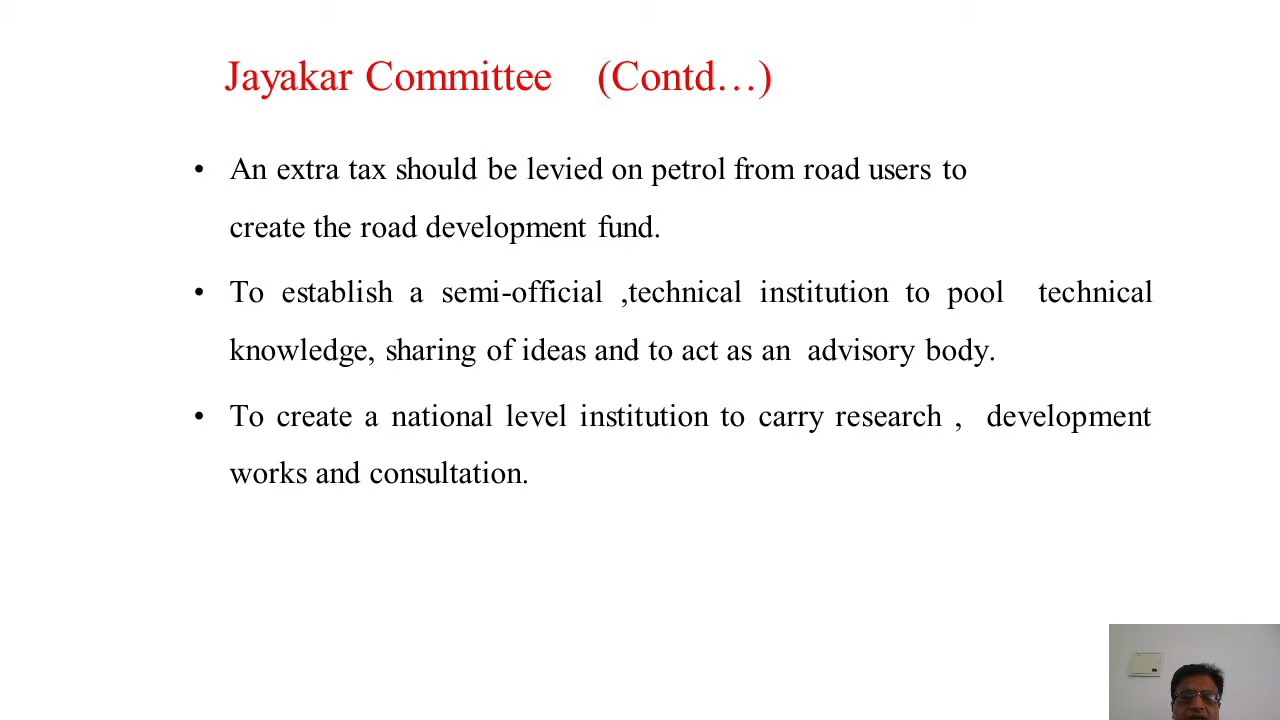 Jayakar Committee (Contd…)
• An extra tax should be levied on petrol from road users to
create the road development fund.
• To establish a semi-official ,technical institution to pool technical
knowledge, sharing of ideas and to act as an advisory body.
• To create a national level institution to carry research , development
works and consultation.